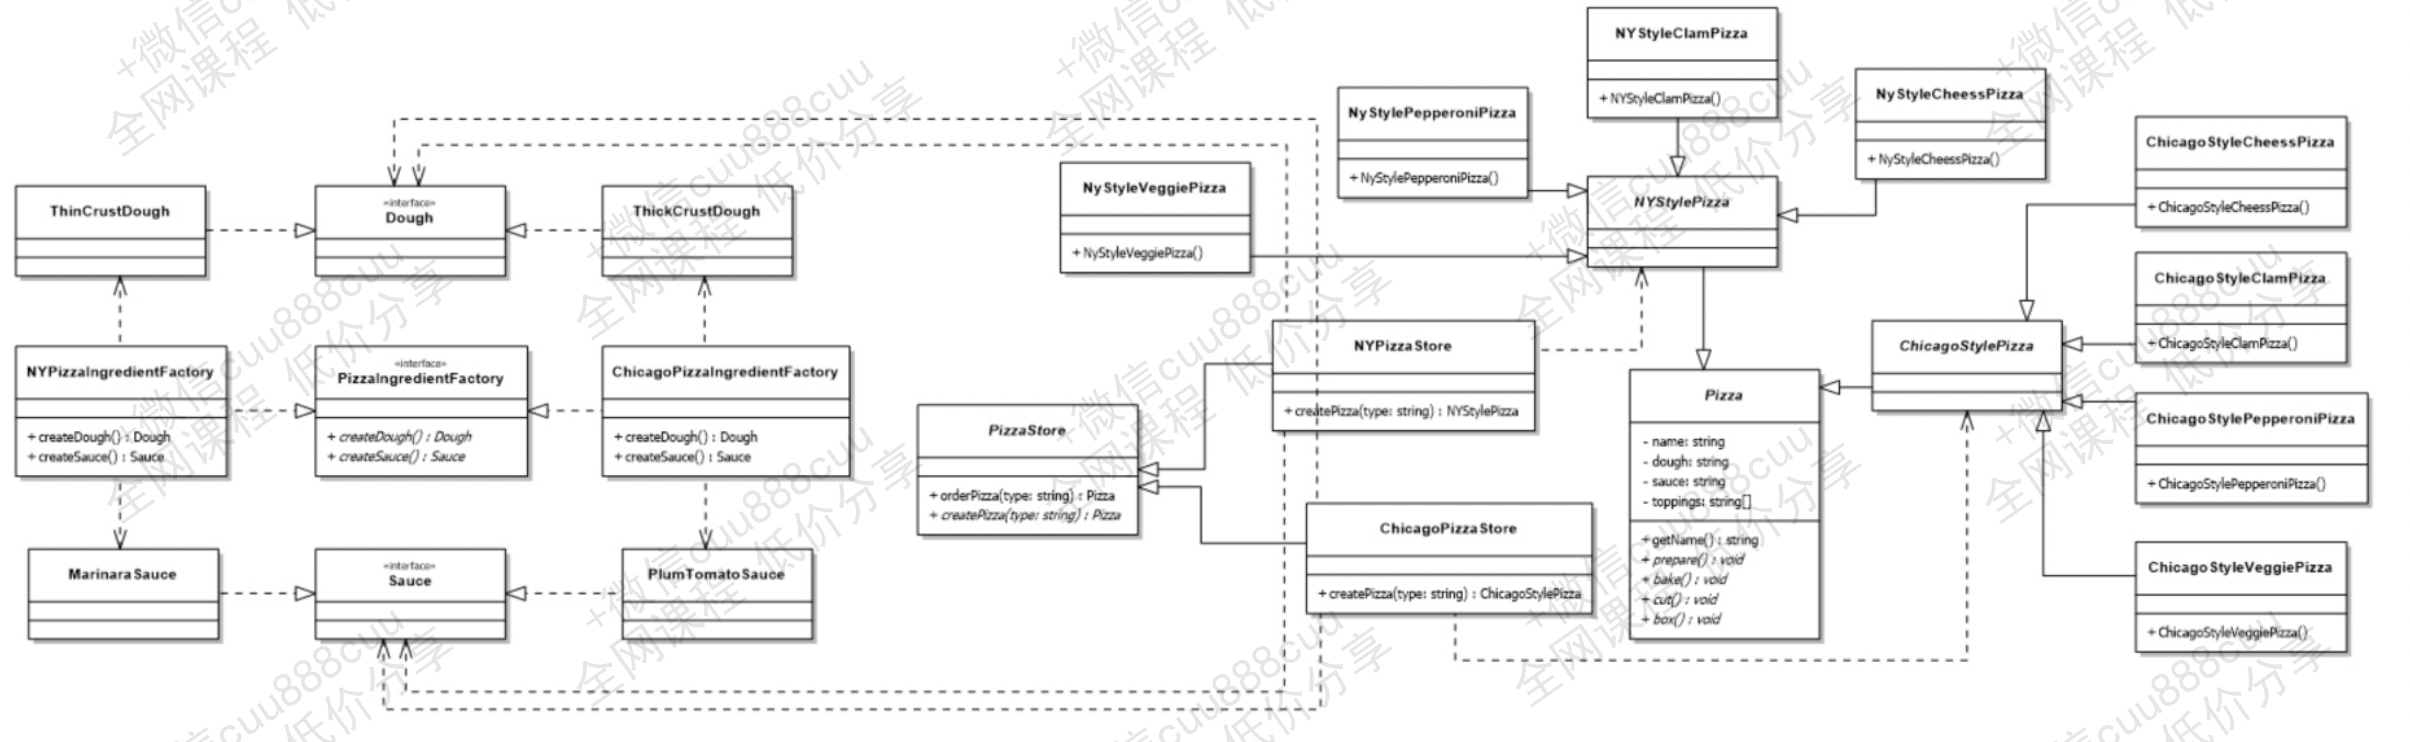 ThinCrustDough
«interface»
Dough
ThickCrustDough
NYPizzaIngredientFactory
+ createDough() : Dough
+ createSauce() : Sauce
«interface»
PizzaIngredientFactory
+ createDough() : Dough
+ createSauce() : Sauce
ChicagoPizzaIngredientFactory
+ createDough() : Dough
+ createSauce() : Sauce
MarinaraSauce
«interface»
Sauce
PlumTomatoSauce
PizzaStore
+ orderPizza(type: string) : Pizza
+ createPizza(type: string) : Pizza
NYPizzaStore
+ createPizza(type: string) : NYStylePizza
ChicagoPizzaStore
+ createPizza(type: string) : ChicagoStylePizza
NyStyleVeggiePizza
+ NyStyleVeggiePizza()
NyStylePepperoniPizza
+ NyStylePepperoniPizza()
NYStyleClamPizza
+ NYStyleClamPizza()
NyStyleCheessPizza
+ NyStyleCheessPizza()
NYStylePizza
Pizza
- name: string
- dough: string
- sauce: string
- toppings: string[]
+ getName() : string
+ prepare() : void
+ bake() : void
+ cut() : void
+ box() : void
ChicagoStylePizza
ChicagoStyleCheessPizza
+ ChicagoStyleCheessPizza()
ChicagoStyleClamPizza
+ ChicagoStyleClamPizza()
ChicagoStylePepperoniPizza
+ ChicagoStylePepperoniPizza()
ChicagoStyleVeggiePizza
+ ChicagoStyleVeggiePizza()
+微信cuu888cuu
全网课程 低价分享